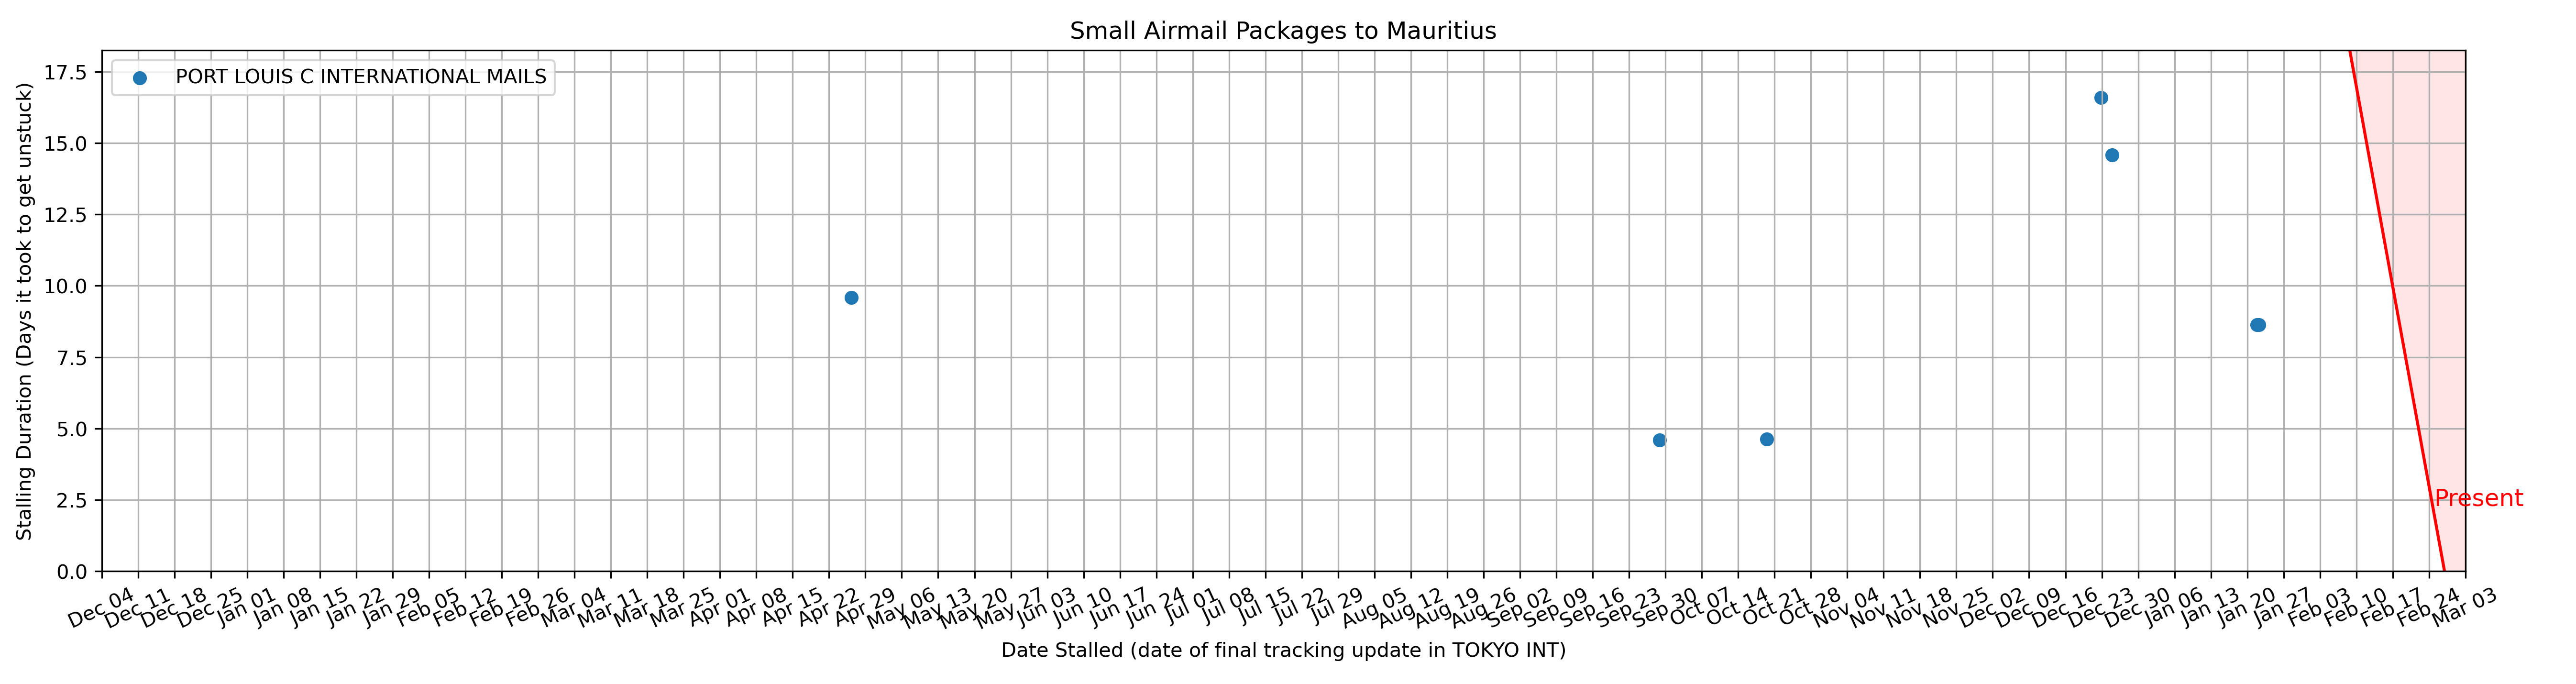 Small Airmail Packages to Mauritius
PORT LOUIS C INTERNATIONAL MAILS
Stalling Duration (Days it took to get unstuck)
17.5
15.0
12.5
10.0
7.5
5.0
2.5
0.0
Present
Dec 04 Dec 11 Dec 18 Dec 25 Jan 01 Jan 08 Jan 15 Jan 22 Jan 29 Feb 05 Feb 12 Feb 19 Feb 26 Mar 04 Mar 11 Mar 18 Mar 25 Apr 01 Apr 08 Apr 15 Apr 22 Apr 29 May 06 May 13 May 20 May 27 Jun 03 Jun 10 Jun 17 Jun 24 Jul 01 Jul 08 Jul 15 Jul 22 Jul 29 Aug 05 Aug 12 Aug 19 Aug 26 Sep 02 Sep 09 Sep 16 Sep 23 Sep 30 Oct 07 Oct 14 Oct 21 Oct 28 Nov 04 Nov 11 Nov 18 Nov 25 Dec 02 Dec 09 Dec 16 Dec 23 Dec 30 Jan 06 Jan 13 Jan 20 Jan 27 Feb 03 Feb 10 Feb 17 Feb 24 Mar 03
Date Stalled (date of final tracking update in TOKYO INT)